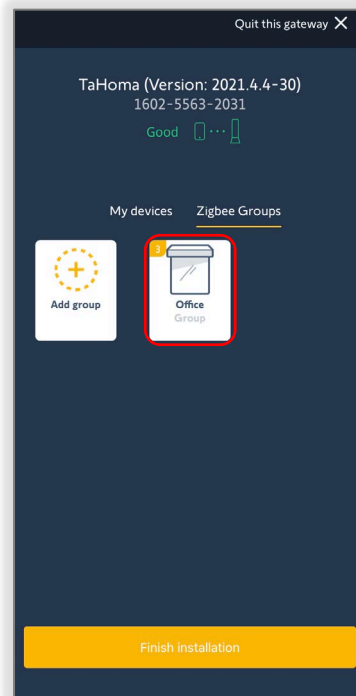 Quit this gateway X
TaHoma (Version: 2021.4.4-30)
1602-5563-2031
Good
My devices Zigbee Groups
3
Add group
Office
Group
Finish installation